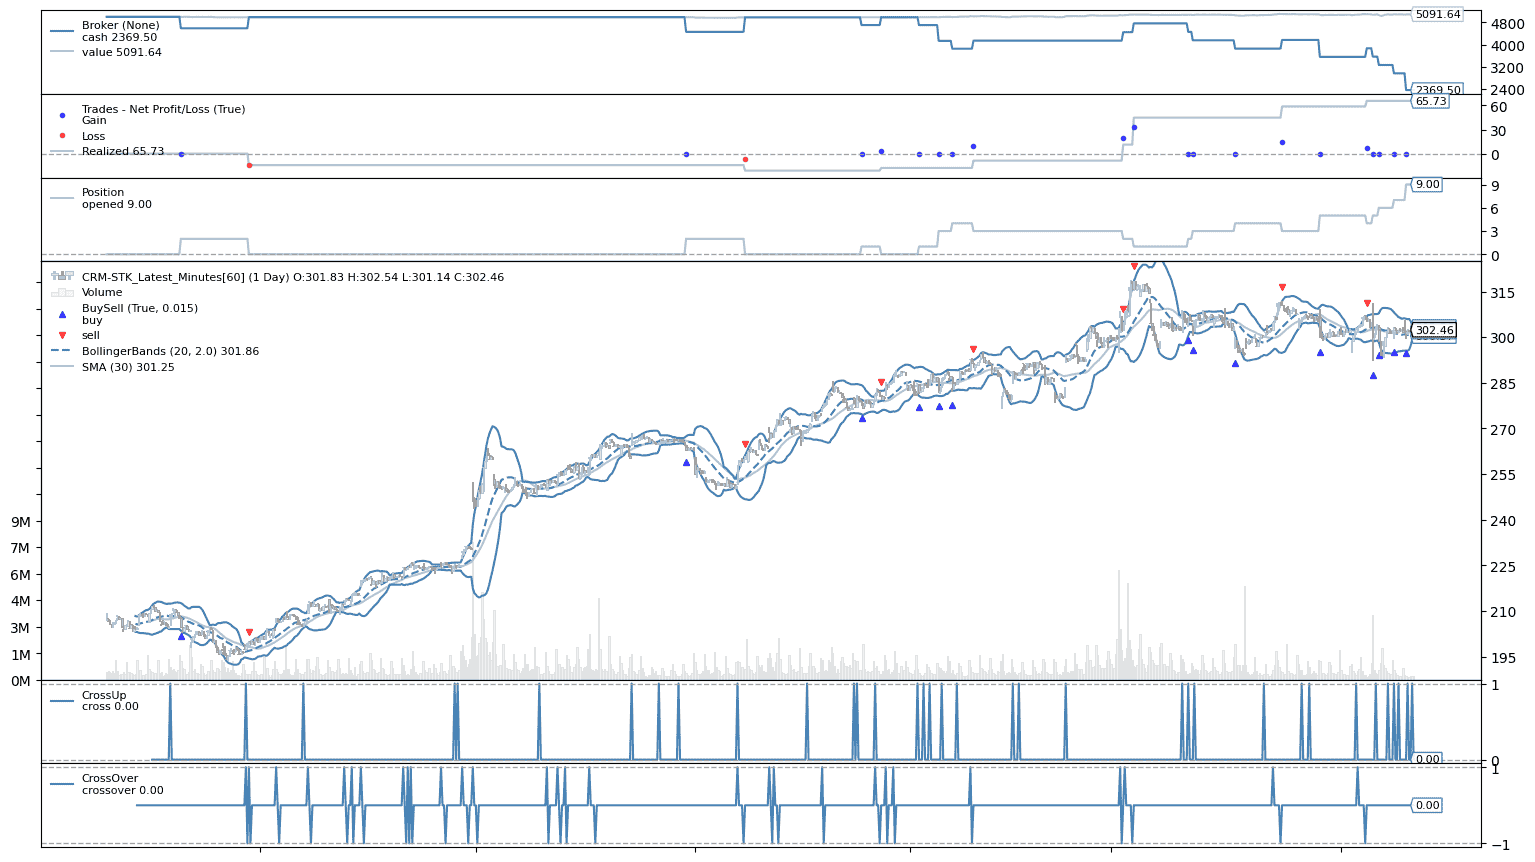 Broker (None)
cash 2369.50
value 5091.64
5091.64
4800
4000
3200
2400
2369.50
Trades - Net Profit/Loss (True)
Gain
Loss
Realized 65.73
65.73
60
30
0
Position
opened 9.00
9.00
9
6
3
0
CRM-STK_Latest_Minutes[60] (1 Day) O:301.83 H:302.54 L:301.14 C:302.46
Volume
BuySell (True, 0.015)
buy
sell
BollingerBands (20, 2.0) 301.86
SMA (30) 301.25
315
302.46
300
285
270
255
240
225
210
195
9M
7M
6M
4M
3M
1M
0M
CrossUp
cross 0.00
1
0.00
0
CrossOver
crossover 0.00
1
0.00
−1